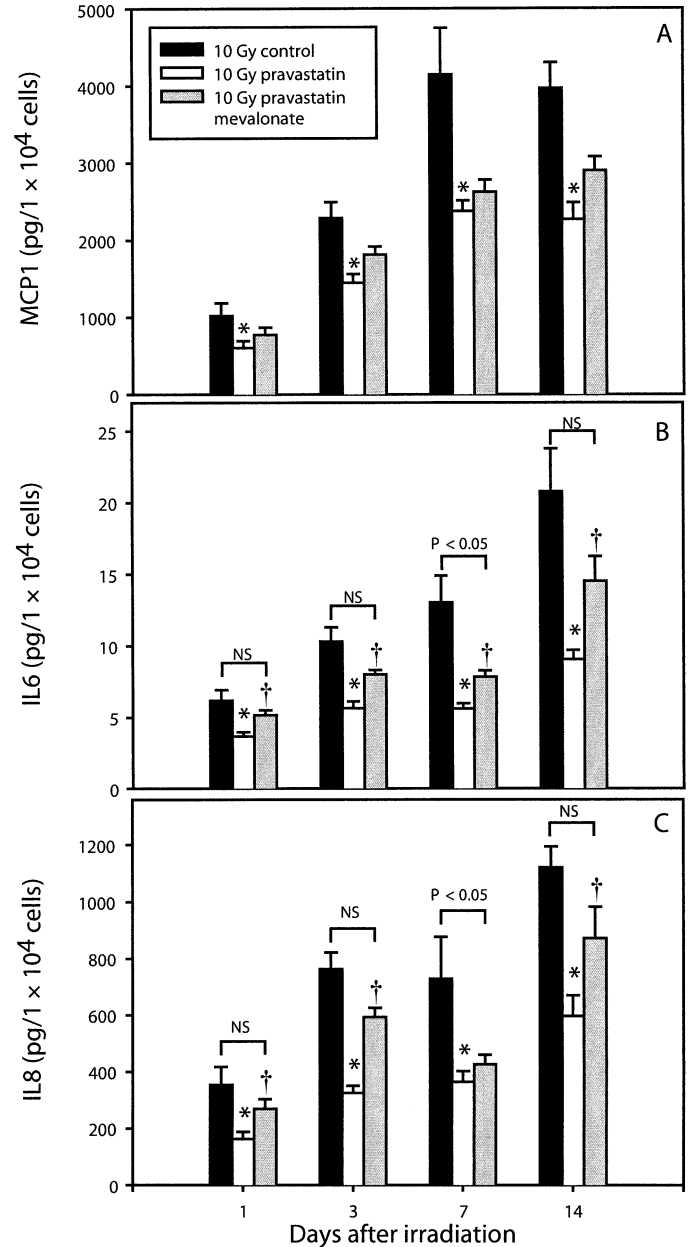 A
10 Gy control
10 Gy pravastatin
10 Gy pravastatin
mevalonate
MCP1 (pg/1 × 10⁴ cells)
5000
4000
3000
2000
1000
0
*
*
*
*
B
IL6 (pg/1 × 10⁴ cells)
25
20
15
10
5
0
NS
*
†
NS
*
†
P < 0.05
*
†
NS
*
†
C
IL8 (pg/1 × 10⁴ cells)
1200
1000
800
600
400
200
0
NS
*
†
NS
*
†
P < 0.05
*
NS
*
†
1 3 7 14
Days after irradiation